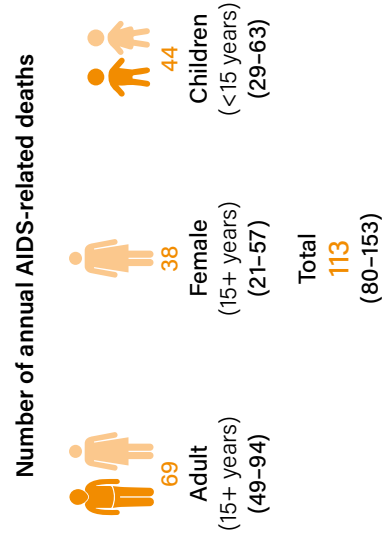 Number of annual AIDS-related deaths
69
Adult
(15+ years)
(49–94)
38
Female
(15+ years)
(21–57)
44
Children
(<15 years)
(29–63)
Total
113
(80–153)